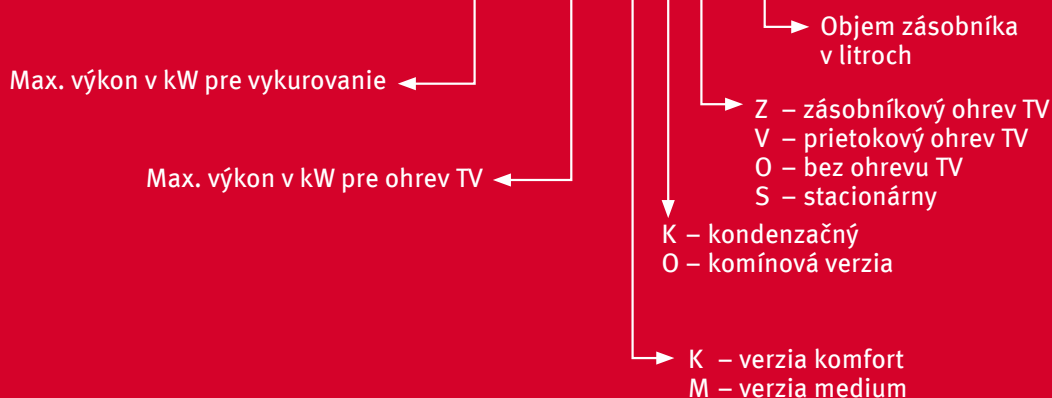 Objem zásobníka
v litroch
Max. výkon v kW pre vykurovanie
Z – zásobníkový ohrev TV
V – prietokový ohrev TV
O – bez ohrevu TV
S – stacionárny
Max. výkon v kW pre ohrev TV
K – kondenzačný
O – komínová verzia
K – verzia komfort
M – verzia medium